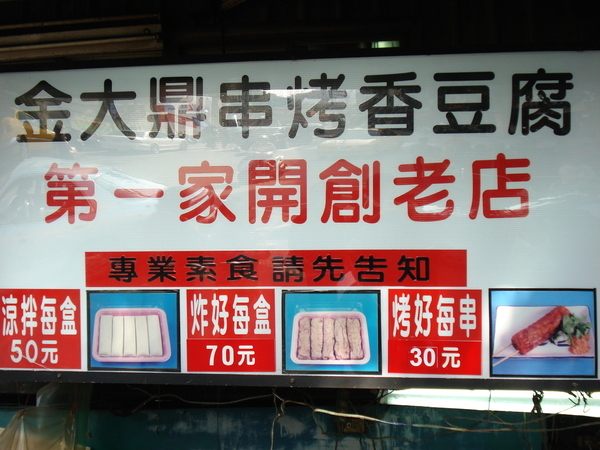 金大鼎串烤香豆腐
第一家開創老店
專業素食請先告知
涼拌每盒
50元
炸好每盒
70元
烤好每串
30元